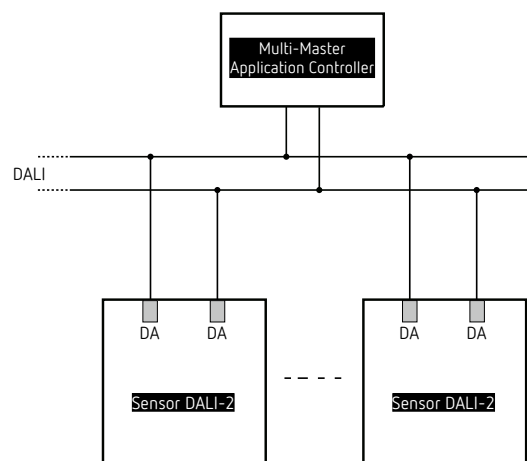 Multi-Master
Application Controller
DALI
DA
DA
DA
DA
Sensor DALI-2
Sensor DALI-2